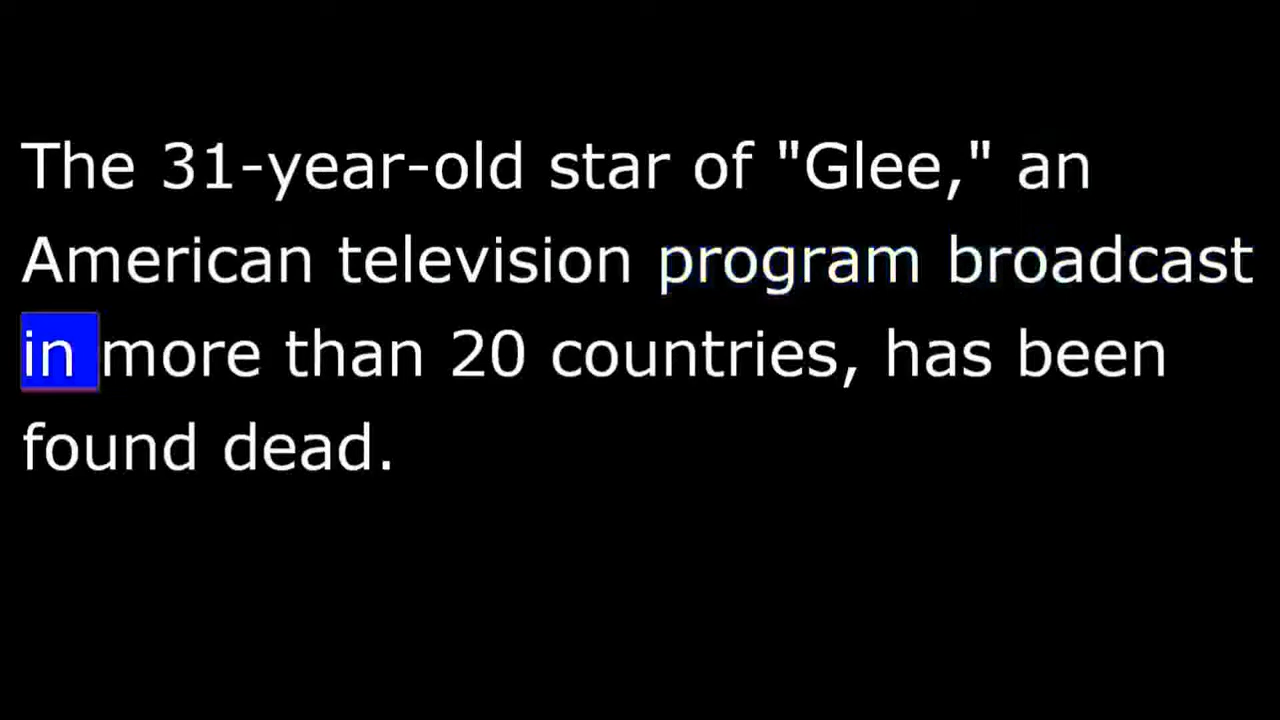 The 31-year-old star of "Glee," an
American television program broadcast
in more than 20 countries, has been
found dead.